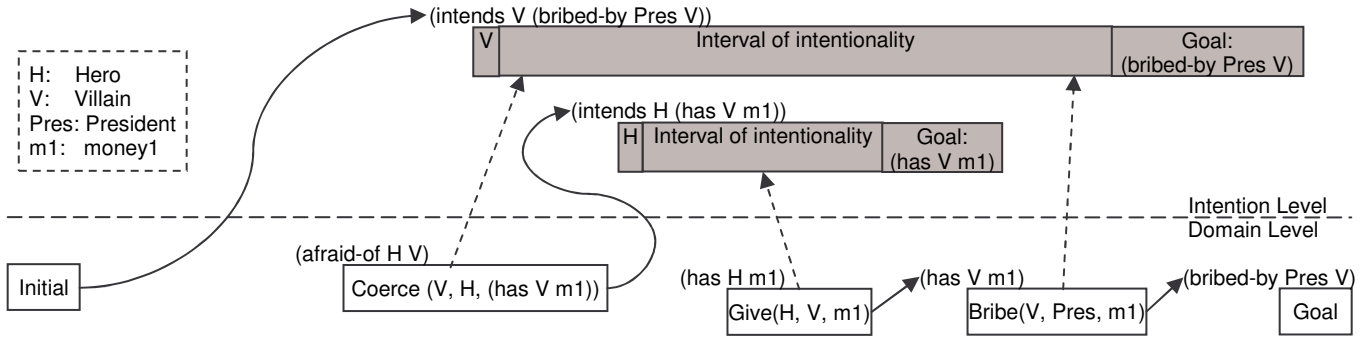 (intends V (bribed-by Pres V))
V
Interval of intentionality
Goal:
(bribed-by Pres V)
H: Hero
V: Villain
Pres: President
m1: money1
(intends H (has V m1))
H
Interval of intentionality
Goal:
(has V m1)
Intention Level
Domain Level
(afraid-of H V)
Initial
Coerce (V, H, (has V m1))
(has H m1)
Give(H, V, m1)
(has V m1)
Bribe(V, Pres, m1)
(bribed-by Pres V)
Goal